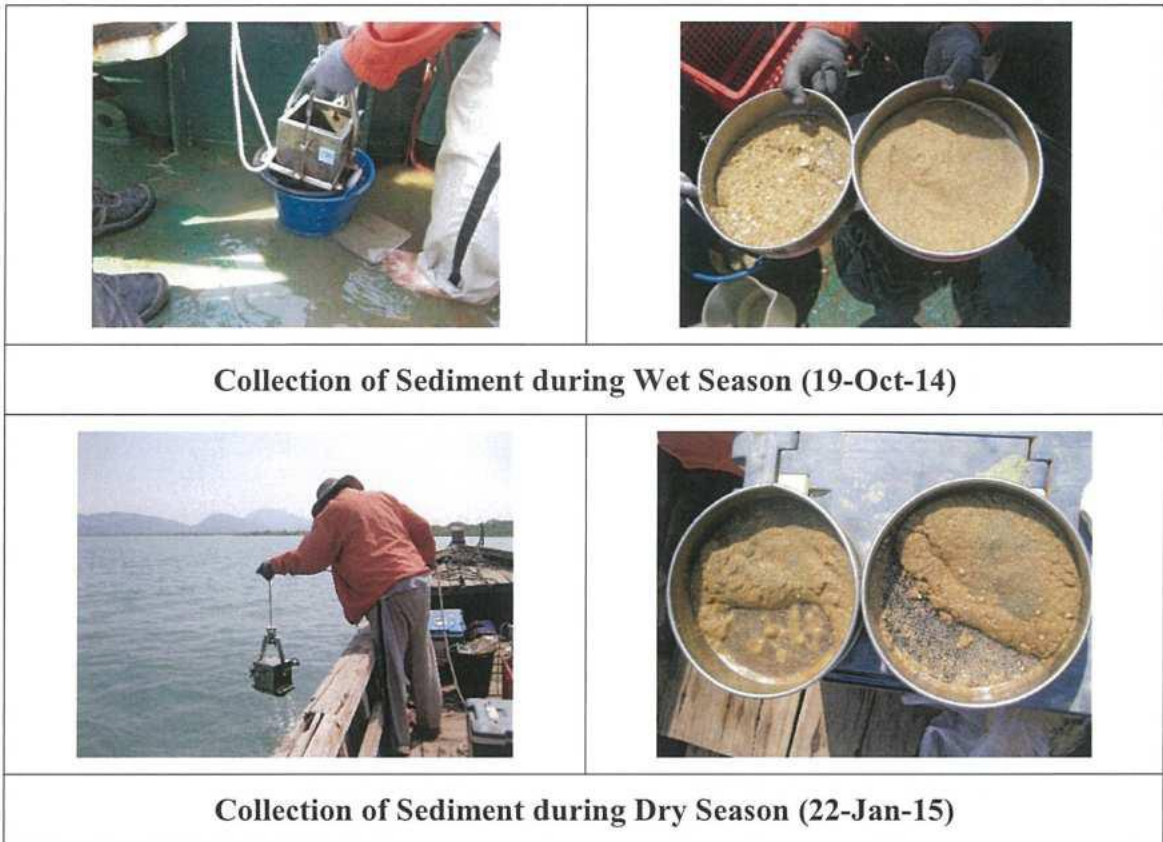 Collection of Sediment during Wet Season (19-Oct-14)
Collection of Sediment during Dry Season (22-Jan-15)